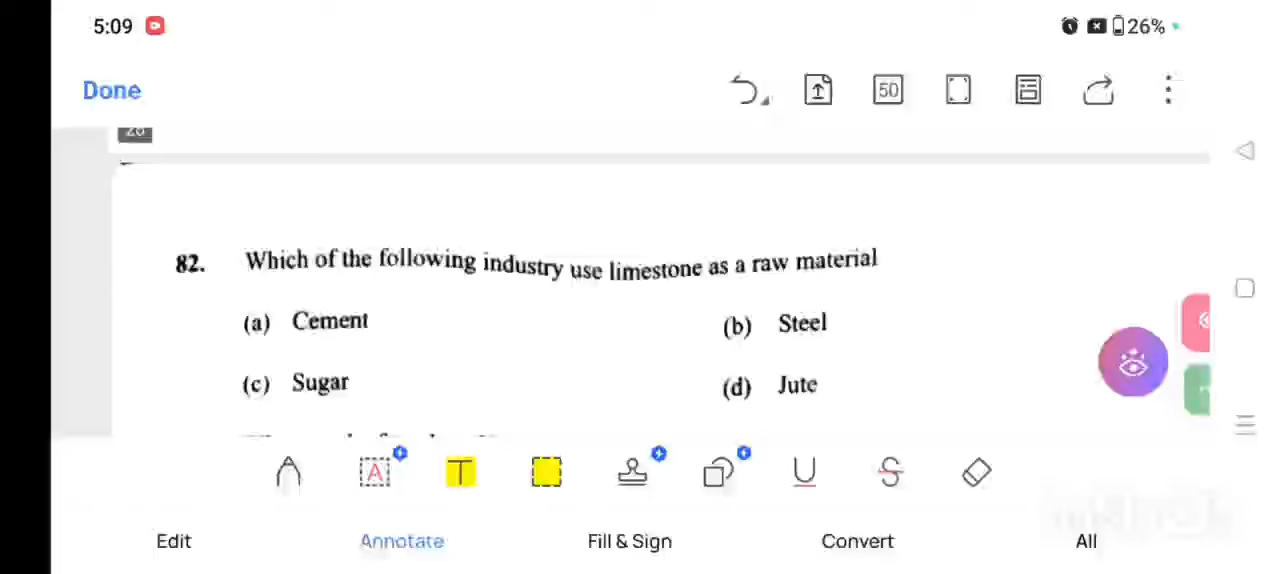 5:09
26%
Done
50
82. Which of the following industry use limestone as a raw material
(a) Cement
(b) Steel
(c) Sugar
(d) Jute
A
T
U
S
Edit
Annotate
Fill & Sign
Convert
All